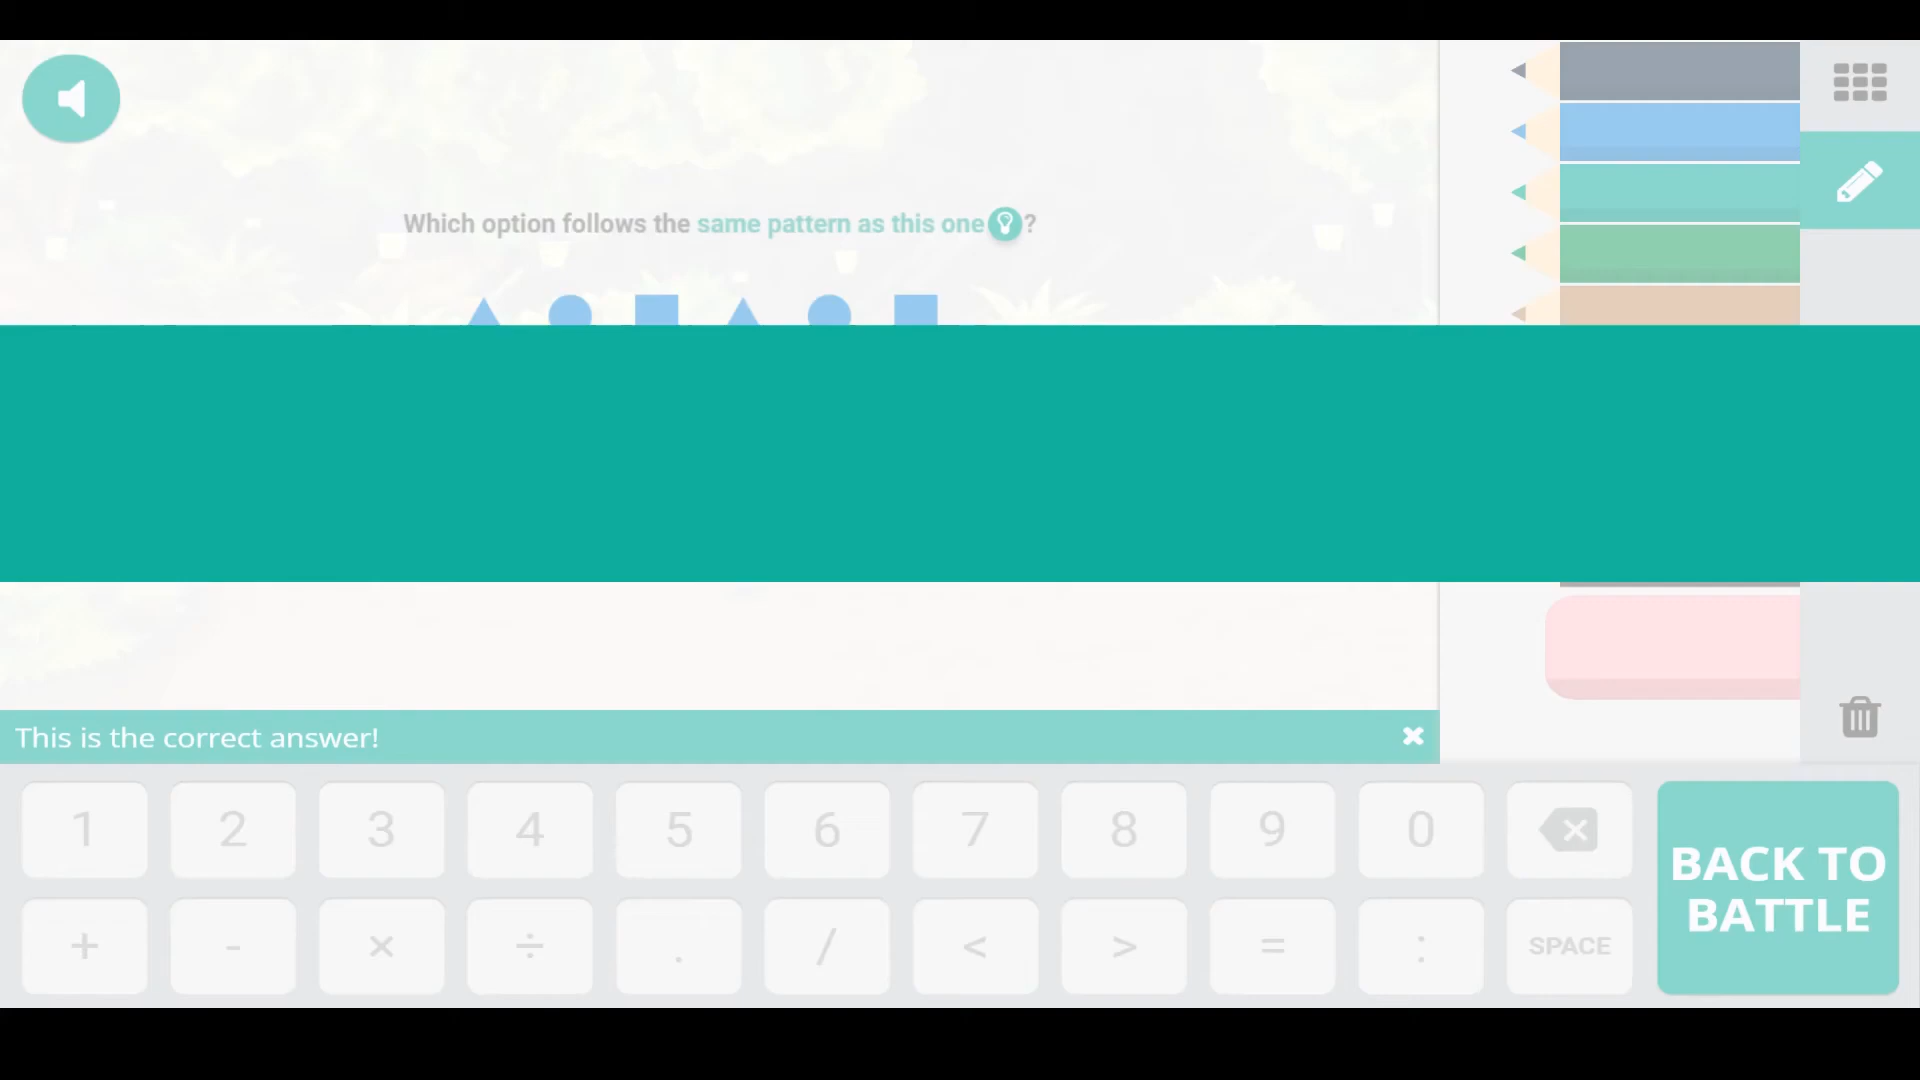 Which option follows the same pattern as this one?
This is the correct answer!
1 2 3 4 5 6 7 8 9 0
+ - × ÷ . / < > = : SPACE
BACK TO
BATTLE